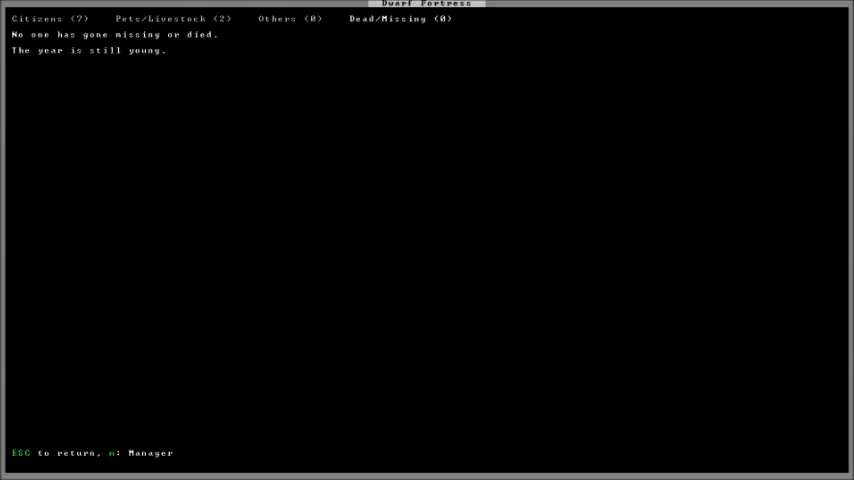 Dwarf Fortress
Citizens (7) Pets/Livestock (2) Others (0) Dead/Missing (0)
No one has gone missing or died.
The year is still young.
ESC to return, m: Manager